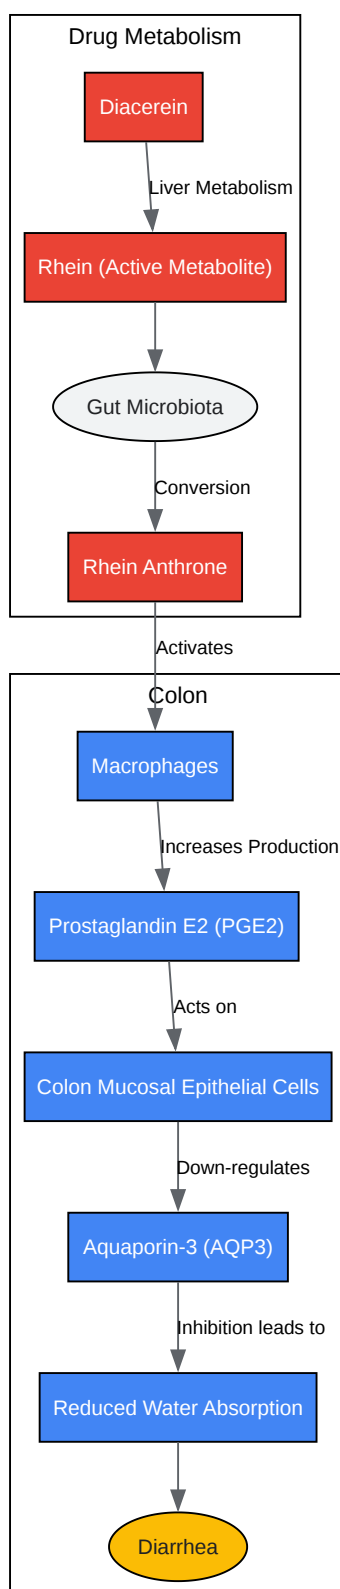 Drug Metabolism
Diacerein
Liver Metabolism
Rhein (Active Metabolite)
Gut Microbiota
Conversion
Rhein Anthrone
Activates
Colon
Macrophages
Increases Production
Prostaglandin E2 (PGE2)
Acts on
Colon Mucosal Epithelial Cells
Down-regulates
Aquaporin-3 (AQP3)
Inhibition leads to
Reduced Water Absorption
Diarrhea